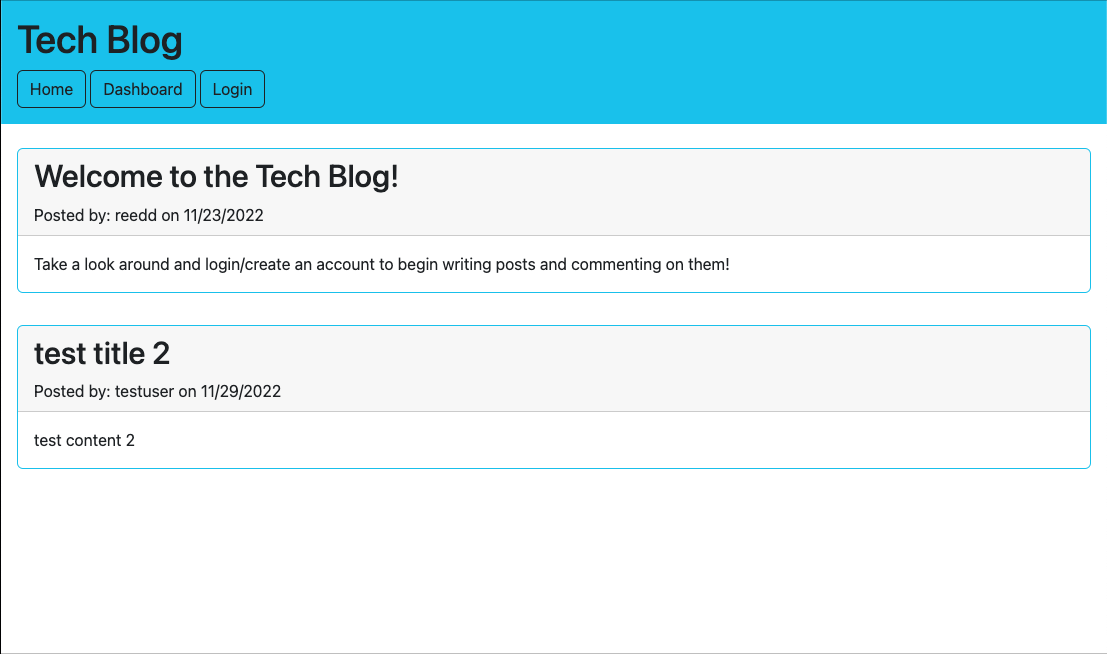 Tech Blog
Home Dashboard Login
Welcome to the Tech Blog!
Posted by: reedd on 11/23/2022
Take a look around and login/create an account to begin writing posts and commenting on them!
test title 2
Posted by: testuser on 11/29/2022
test content 2